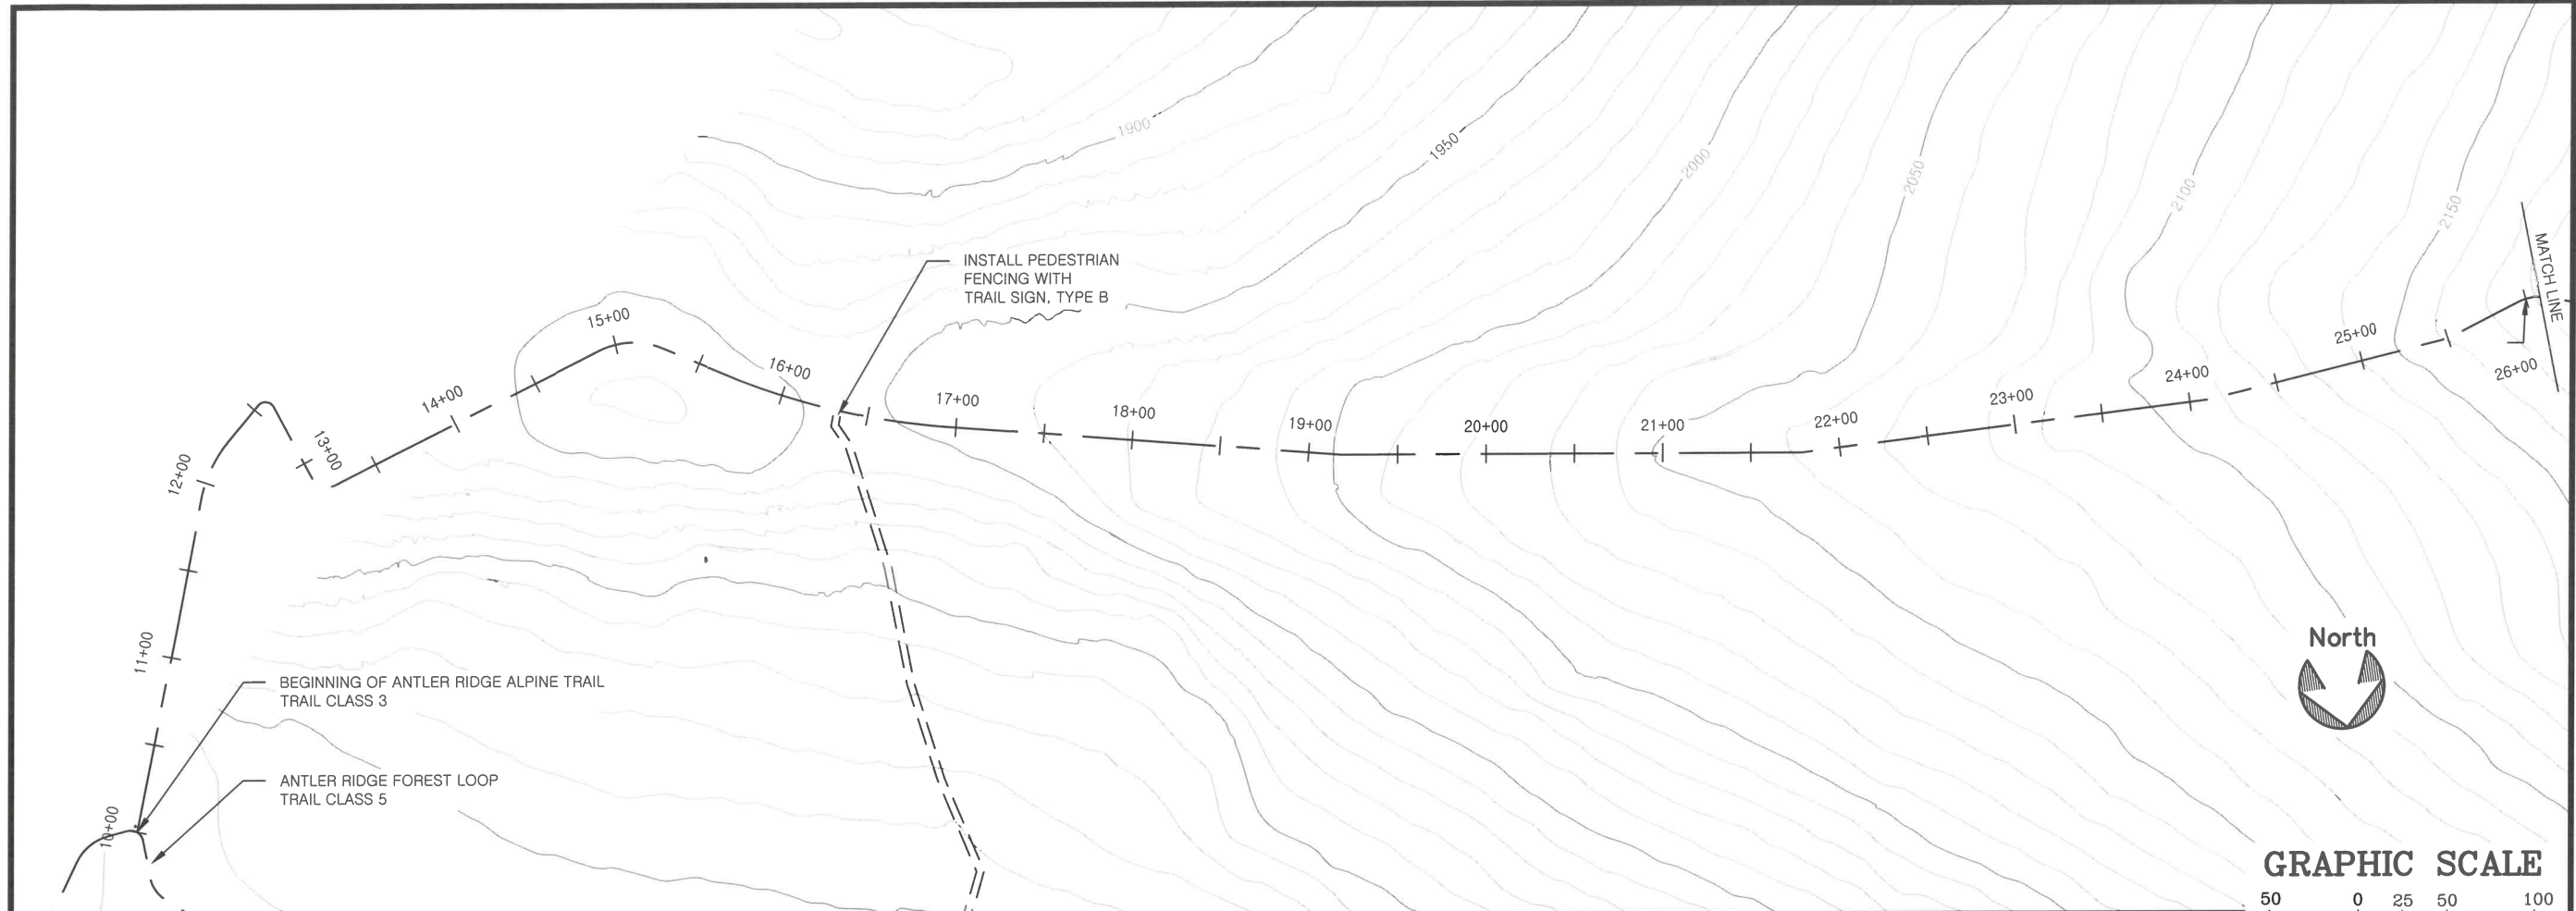 1900
1950
2000
2050
2100
2150
MATCH LINE
INSTALL PEDESTRIAN
FENCING WITH
TRAIL SIGN, TYPE B
15+00
16+00
14+00
13+00
12+00
17+00
18+00
19+00
20+00
21+00
22+00
23+00
24+00
25+00
26+00
11+00
BEGINNING OF ANTLER RIDGE ALPINE TRAIL
TRAIL CLASS 3
ANTLER RIDGE FOREST LOOP
TRAIL CLASS 5
10+00
North
GRAPHIC SCALE
50 0 25 50 100